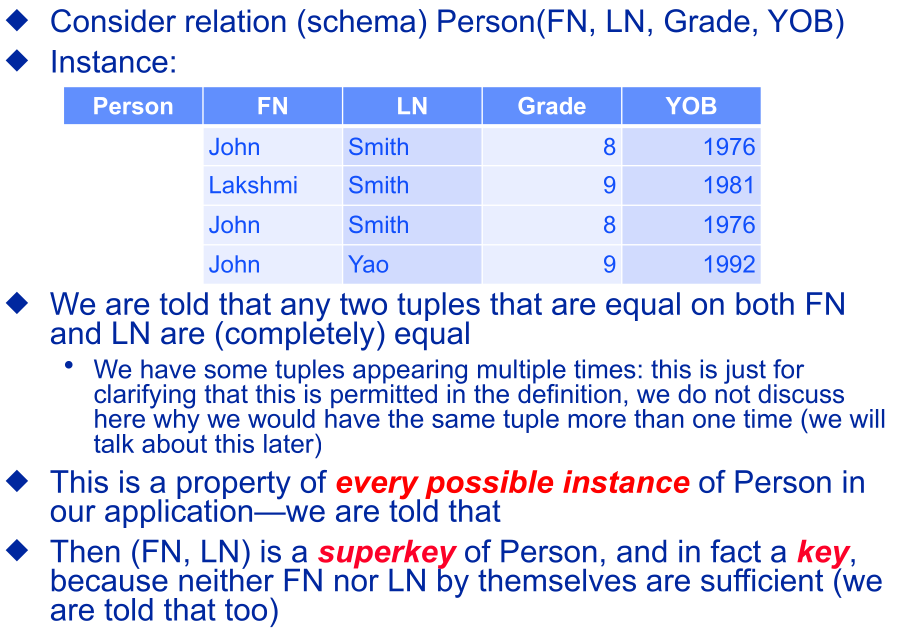 Consider relation (schema) Person(FN, LN, Grade, YOB)
Instance:
Person FN LN Grade YOB
John Smith 8 1976
Lakshmi Smith 9 1981
John Smith 8 1976
John Yao 9 1992
We are told that any two tuples that are equal on both FN
and LN are (completely) equal
We have some tuples appearing multiple times: this is just for
clarifying that this is permitted in the definition, we do not discuss
here why we would have the same tuple more than one time (we will
talk about this later)
This is a property of every possible instance of Person in
our application—we are told that
Then (FN, LN) is a superkey of Person, and in fact a key,
because neither FN nor LN by themselves are sufficient (we
are told that too)